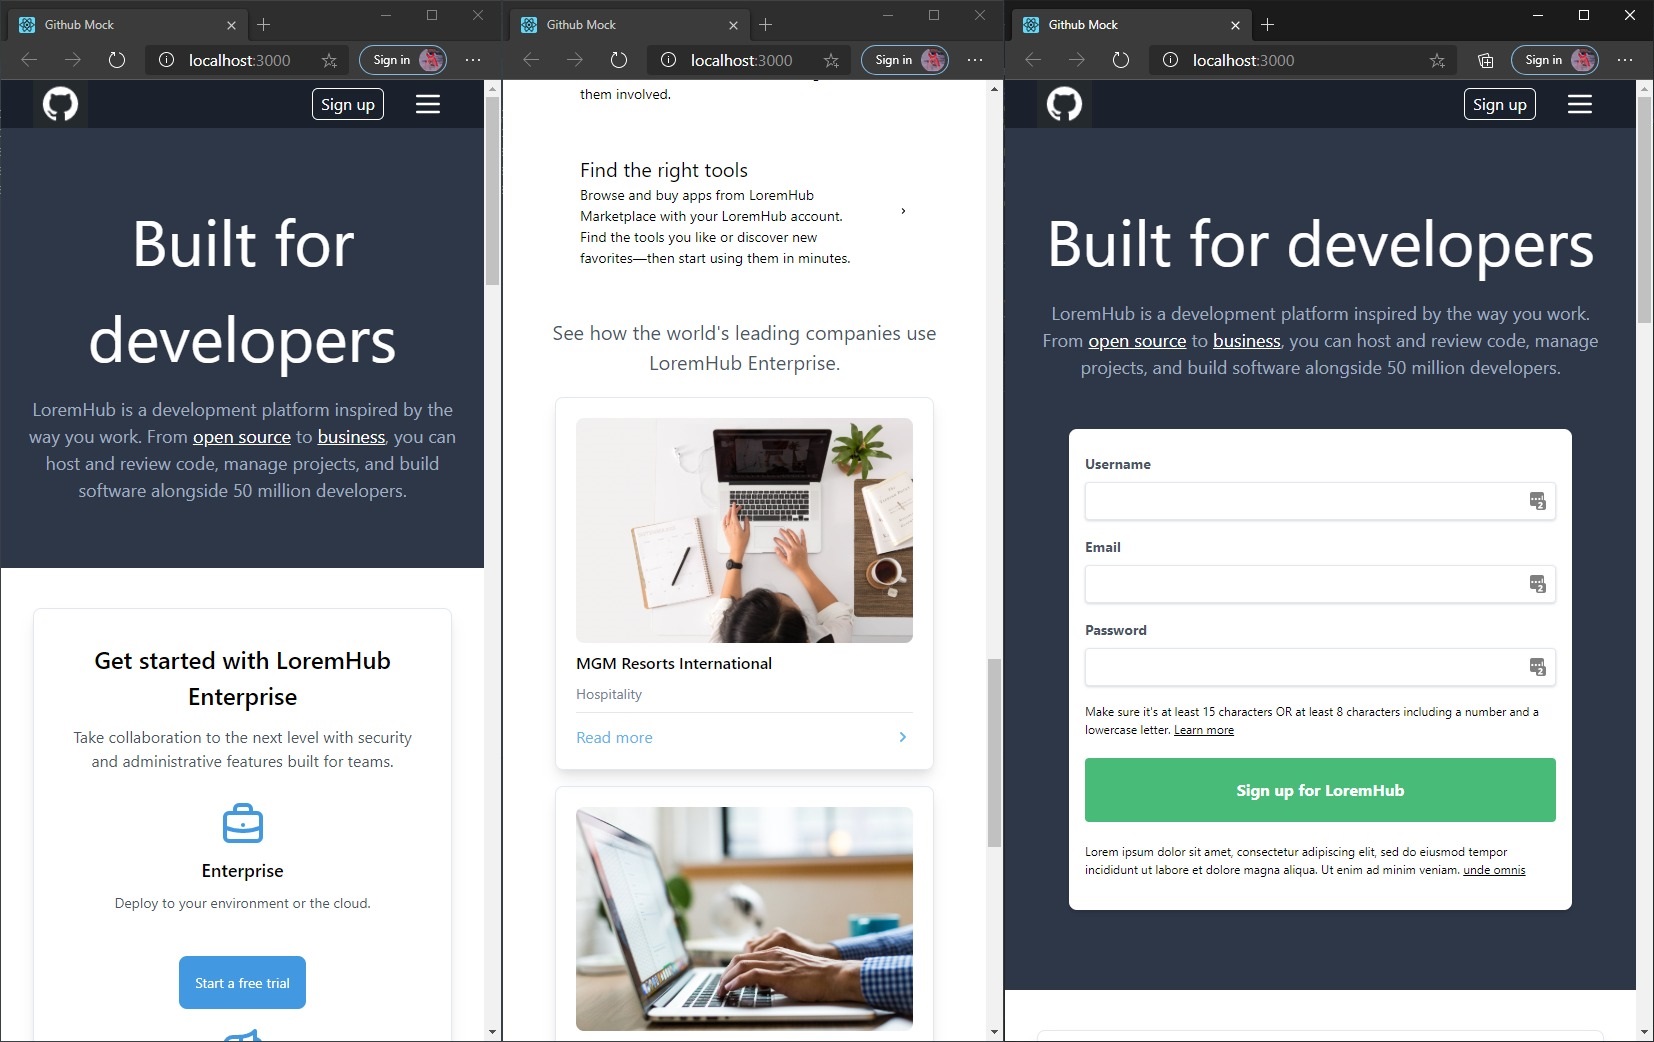 Github Mock
localhost:3000
Sign in
Sign up
Built for
developers
LoremHub is a development platform inspired by the
way you work. From open source to business, you can
host and review code, manage projects, and build
software alongside 50 million developers.
Get started with LoremHub
Enterprise
Take collaboration to the next level with security
and administrative features built for teams.
Enterprise
Deploy to your environment or the cloud.
Start a free trial
Github Mock
localhost:3000
Sign in
them involved.
Find the right tools
Browse and buy apps from LoremHub
Marketplace with your LoremHub account.
Find the tools you like or discover new
favorites—then start using them in minutes.
See how the world's leading companies use
LoremHub Enterprise.
MGM Resorts International
Hospitality
Read more
Github Mock
localhost:3000
Sign in
Sign up
Built for developers
LoremHub is a development platform inspired by the way you work.
From open source to business, you can host and review code, manage
projects, and build software alongside 50 million developers.
Username
Email
Password
Make sure it's at least 15 characters OR at least 8 characters including a number and a
lowercase letter. Learn more
Sign up for LoremHub
Lorem ipsum dolor sit amet, consectetur adipiscing elit, sed do eiusmod tempor
incididunt ut labore et dolore magna aliqua. Ut enim ad minim veniam. unde omnis